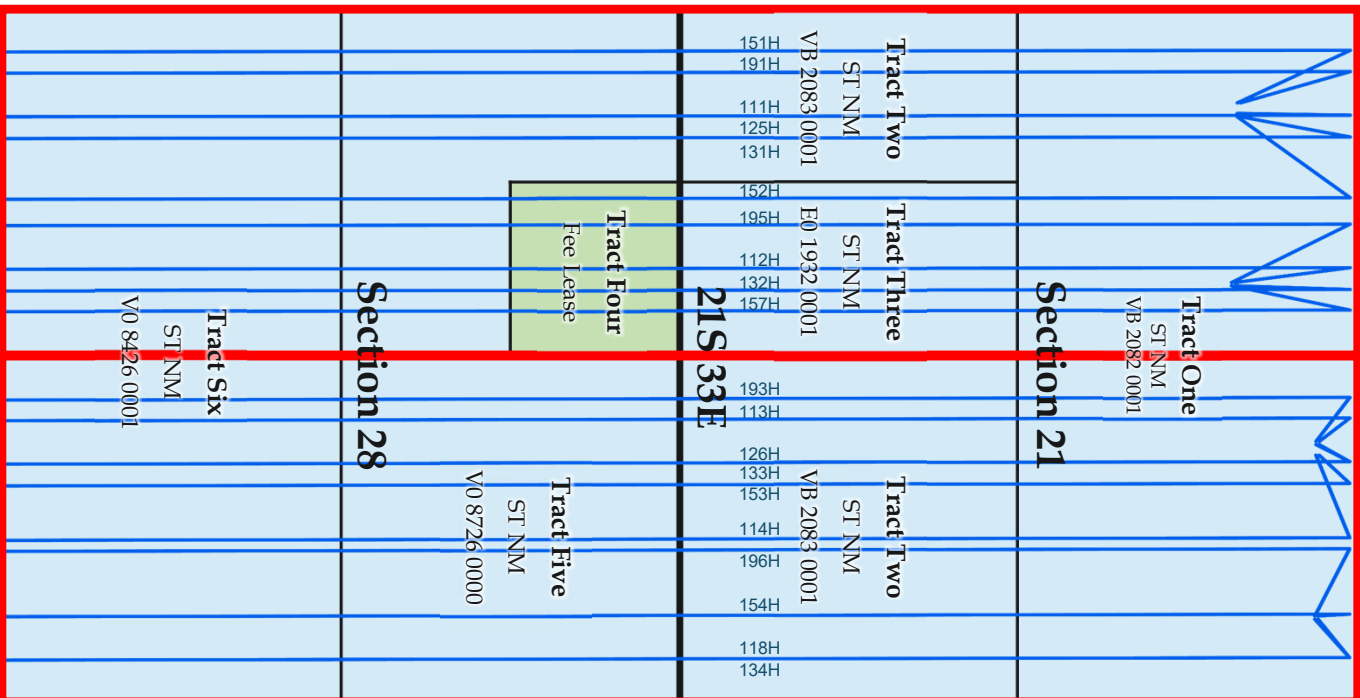 151H
191H
111H
125H
131H
152H
195H
112H
132H
157H
193H
113H
126H
133H
153H
114H
196H
154H
118H
134H
Tract One
ST NM
VB 2082 0001
Section 21
Tract Two
ST NM
VB 2083 0001
Tract Three
ST NM
E0 1932 0001
Tract Two
ST NM
VB 2083 0001
21S 33E
Tract Four
Fee Lease
Tract Five
ST NM
V0 8726 0000
Section 28
Tract Six
ST NM
V0 8426 0001